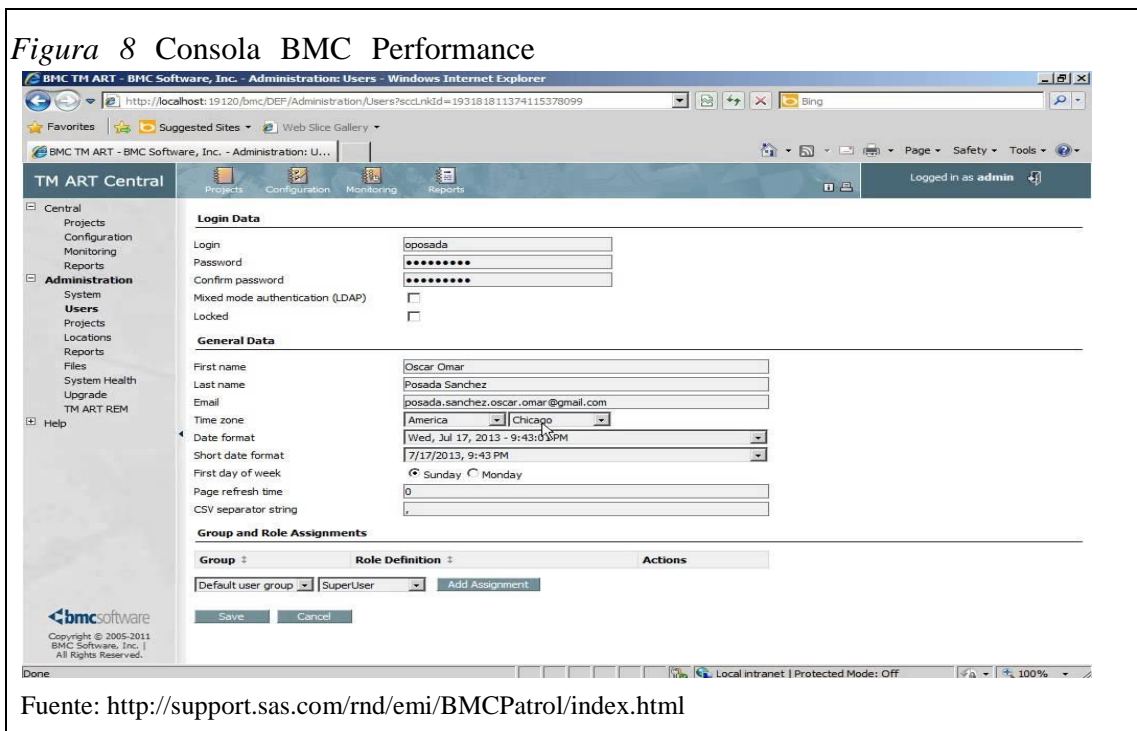 Figura 8 Consola BMC Performance
BMC TM ART - BMC Software, Inc. - Administration: Users - Windows Internet Explorer
http://localhost:19120/bmc/DEF/Administration/Users?sccLnkId=193181811374115378099
Bing
Favorites Suggested Sites Web Slice Gallery
BMC TM ART - BMC Software, Inc. - Administration: U...
Page Safety Tools
TM ART Central
Projects Configuration Monitoring Reports
Logged in as admin
Central
Projects
Configuration
Monitoring
Reports
Administration
System
Users
Projects
Locations
Reports
Files
System Health
Upgrade
TM ART REM
Help
Login Data
Login oposada
Password •••••••••
Confirm password •••••••••
Mixed mode authentication (LDAP)
Locked
General Data
First name Oscar Omar
Last name Posada Sanchez
Email posada.sanchez.oscar.omar@gmail.com
Time zone America Chicago
Date format Wed, Jul 17, 2013 - 9:43:01 PM
Short date format 7/17/2013, 9:43 PM
First day of week Sunday Monday
Page refresh time 0
CSV separator string ,
Group and Role Assignments
Group Role Definition Actions
Default user group SuperUser Add Assignment
Save Cancel
bmcsoftware
Copyright © 2005-2011
BMC Software, Inc. |
All Rights Reserved.
Done
Local intranet | Protected Mode: Off
100%
Fuente: http://support.sas.com/rnd/emi/BMCPatrol/index.html